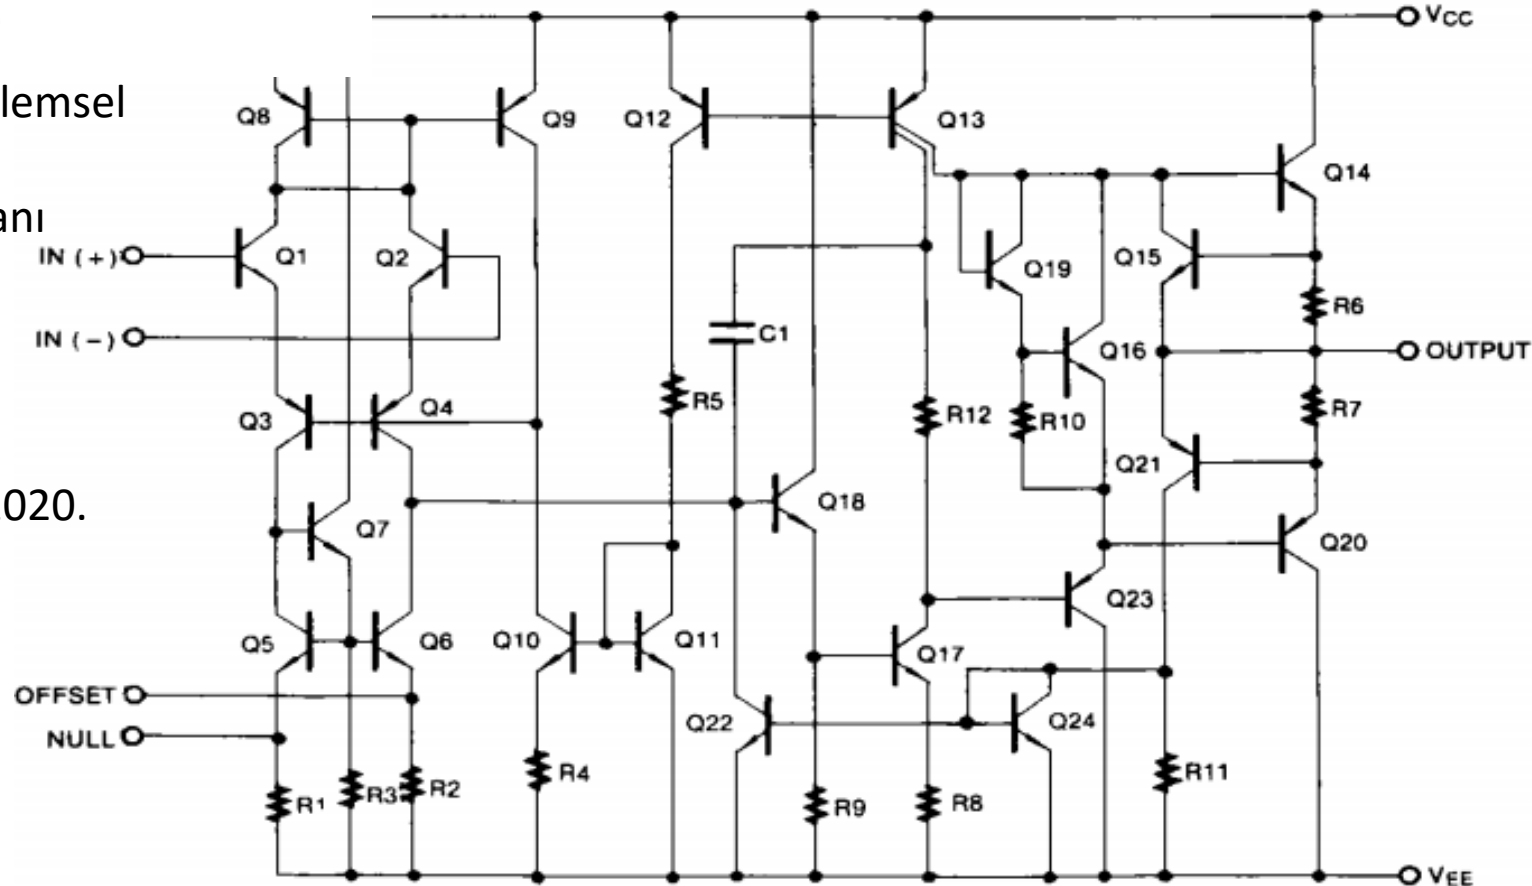 VCC
lemsel
Q8
Q9
Q12
Q13
Q14
anı
IN (+)
Q1
Q2
Q19
Q15
R6
IN (-)
C1
Q16
OUTPUT
Q3
Q4
R5
R12
R10
R7
Q21
2020.
Q7
Q18
Q20
Q23
Q5
Q6
Q10
Q11
Q17
OFFSET
NULL
Q22
Q24
R1
R3
R2
R4
R9
R8
R11
VEE